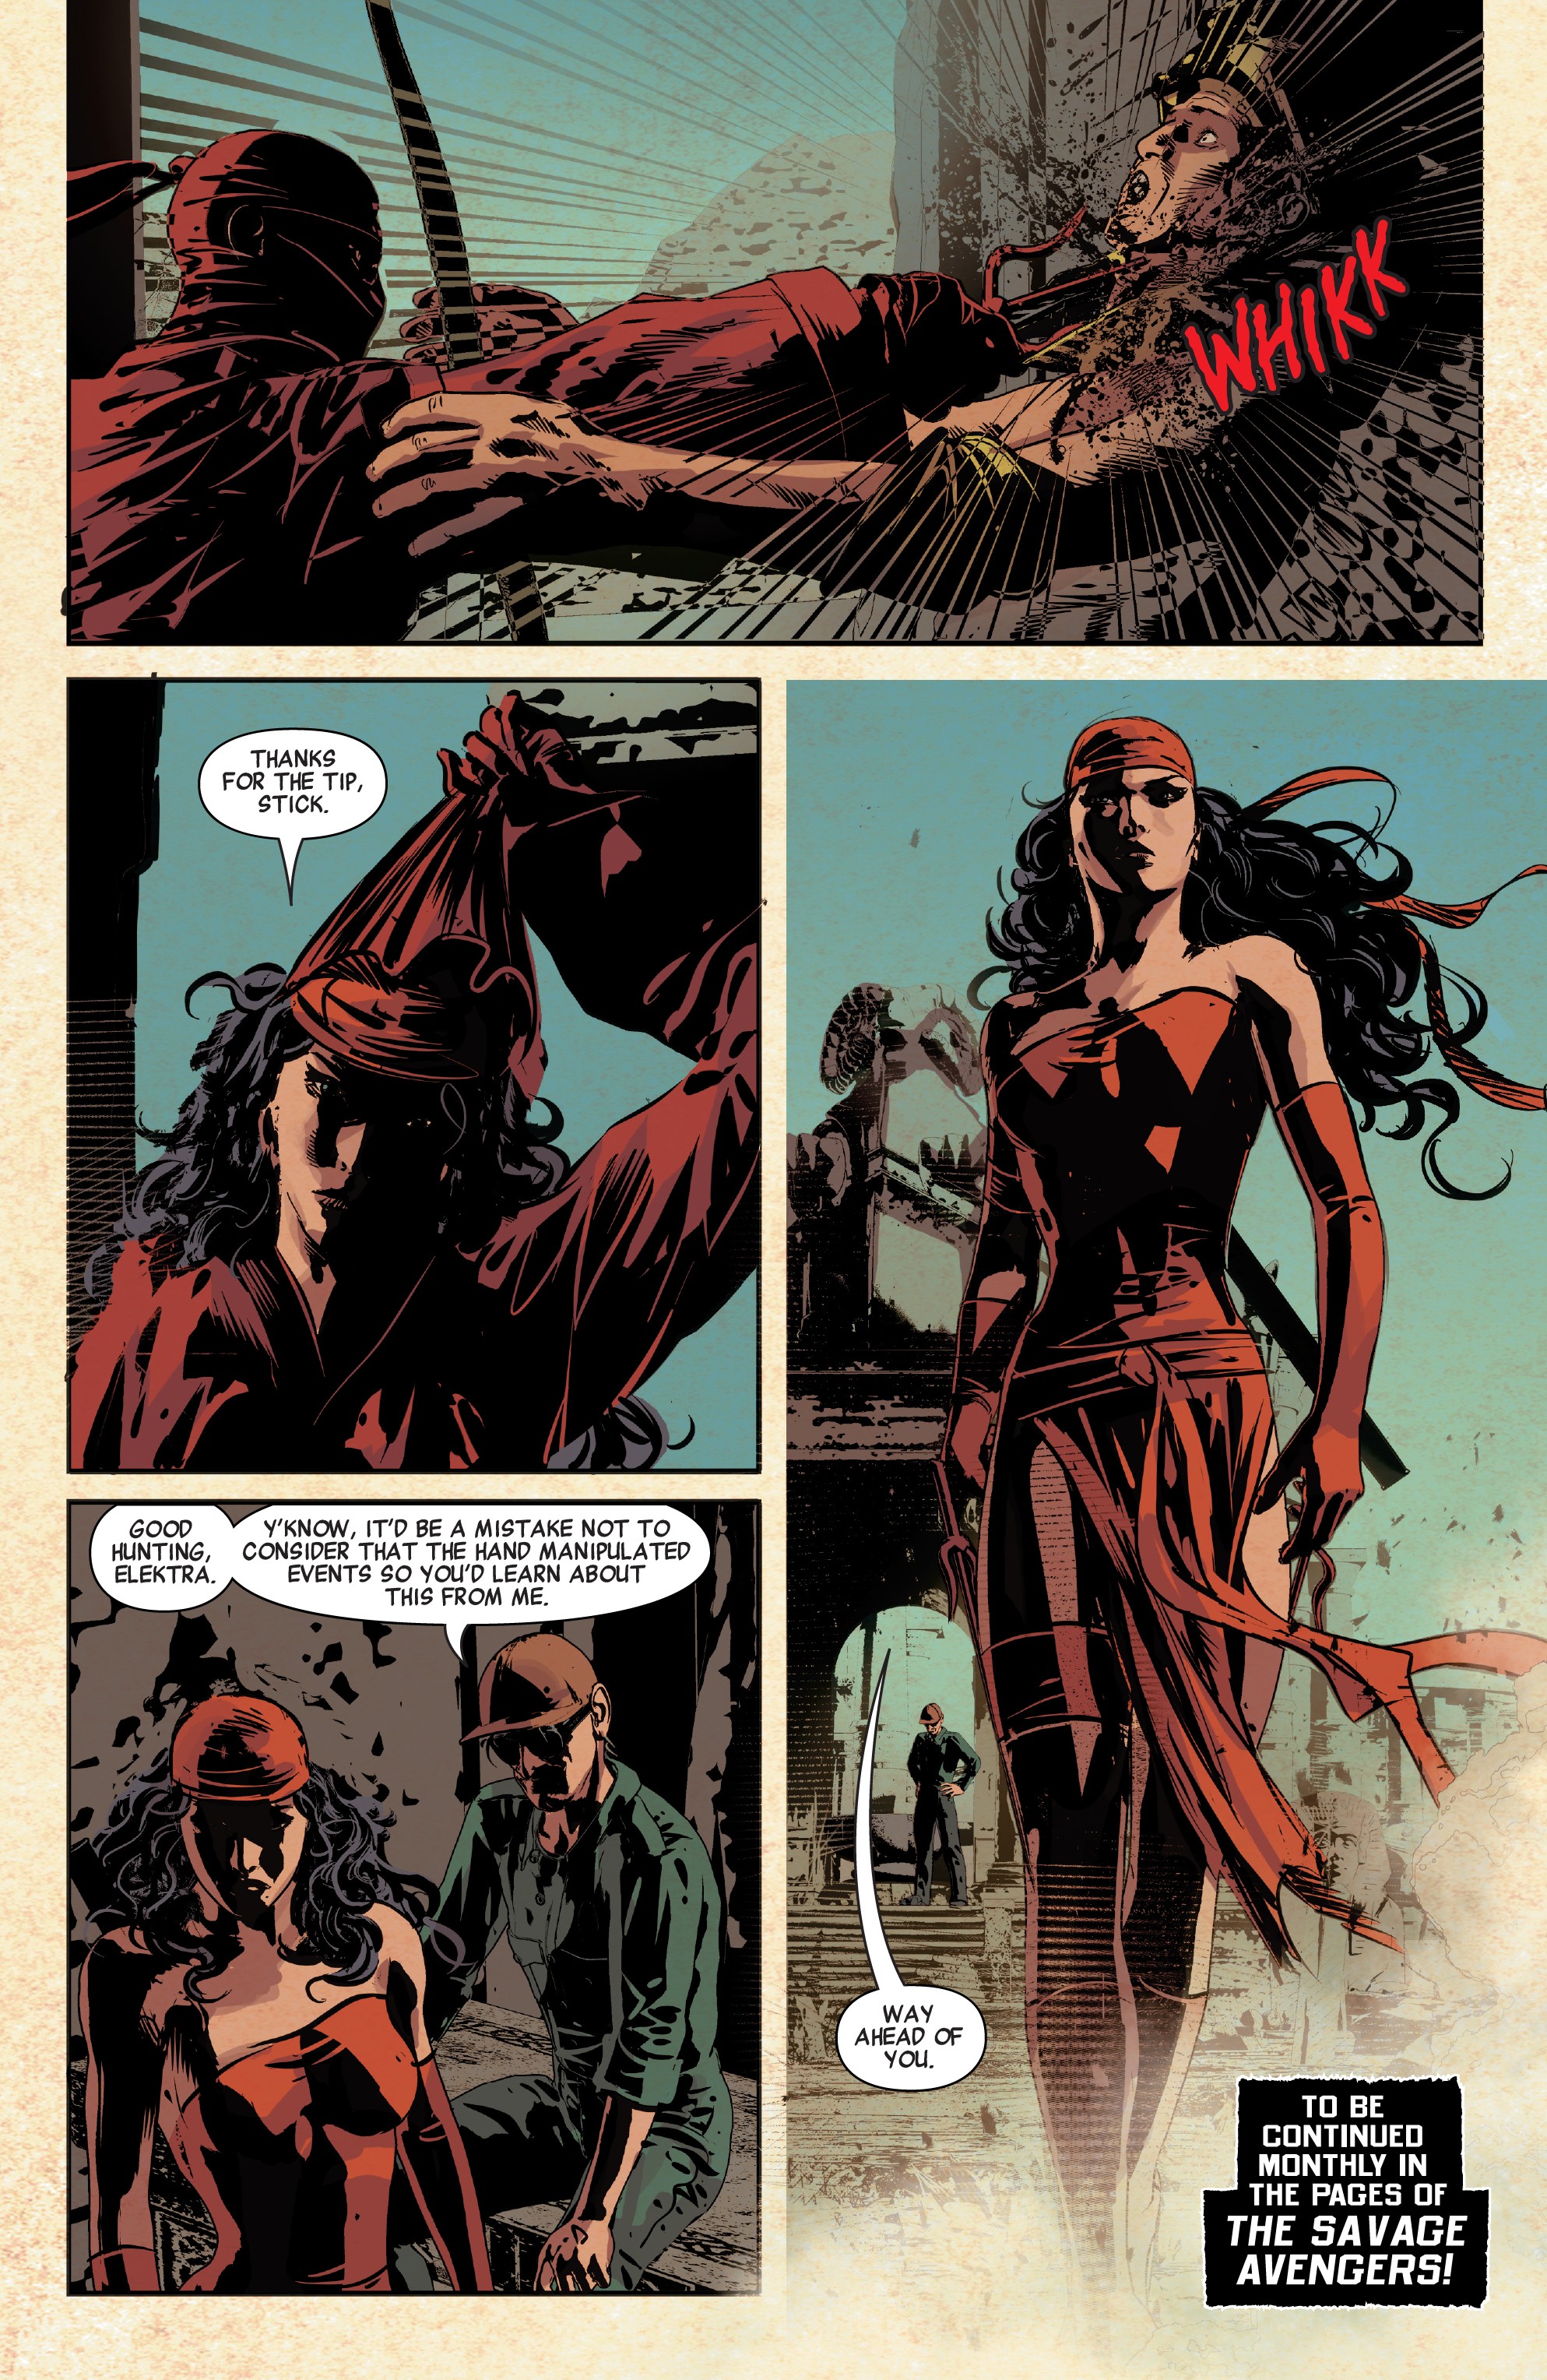 WHIKK
THANKS
FOR THE TIP,
STICK.
GOOD
HUNTING,
ELEKTRA.
Y'KNOW, IT'D BE A MISTAKE NOT TO
CONSIDER THAT THE HAND MANIPULATED
EVENTS SO YOU'D LEARN ABOUT
THIS FROM ME.
WAY
AHEAD OF
YOU.
TO BE
CONTINUED
MONTHLY IN
THE PAGES OF
THE SAVAGE
AVENGERS!